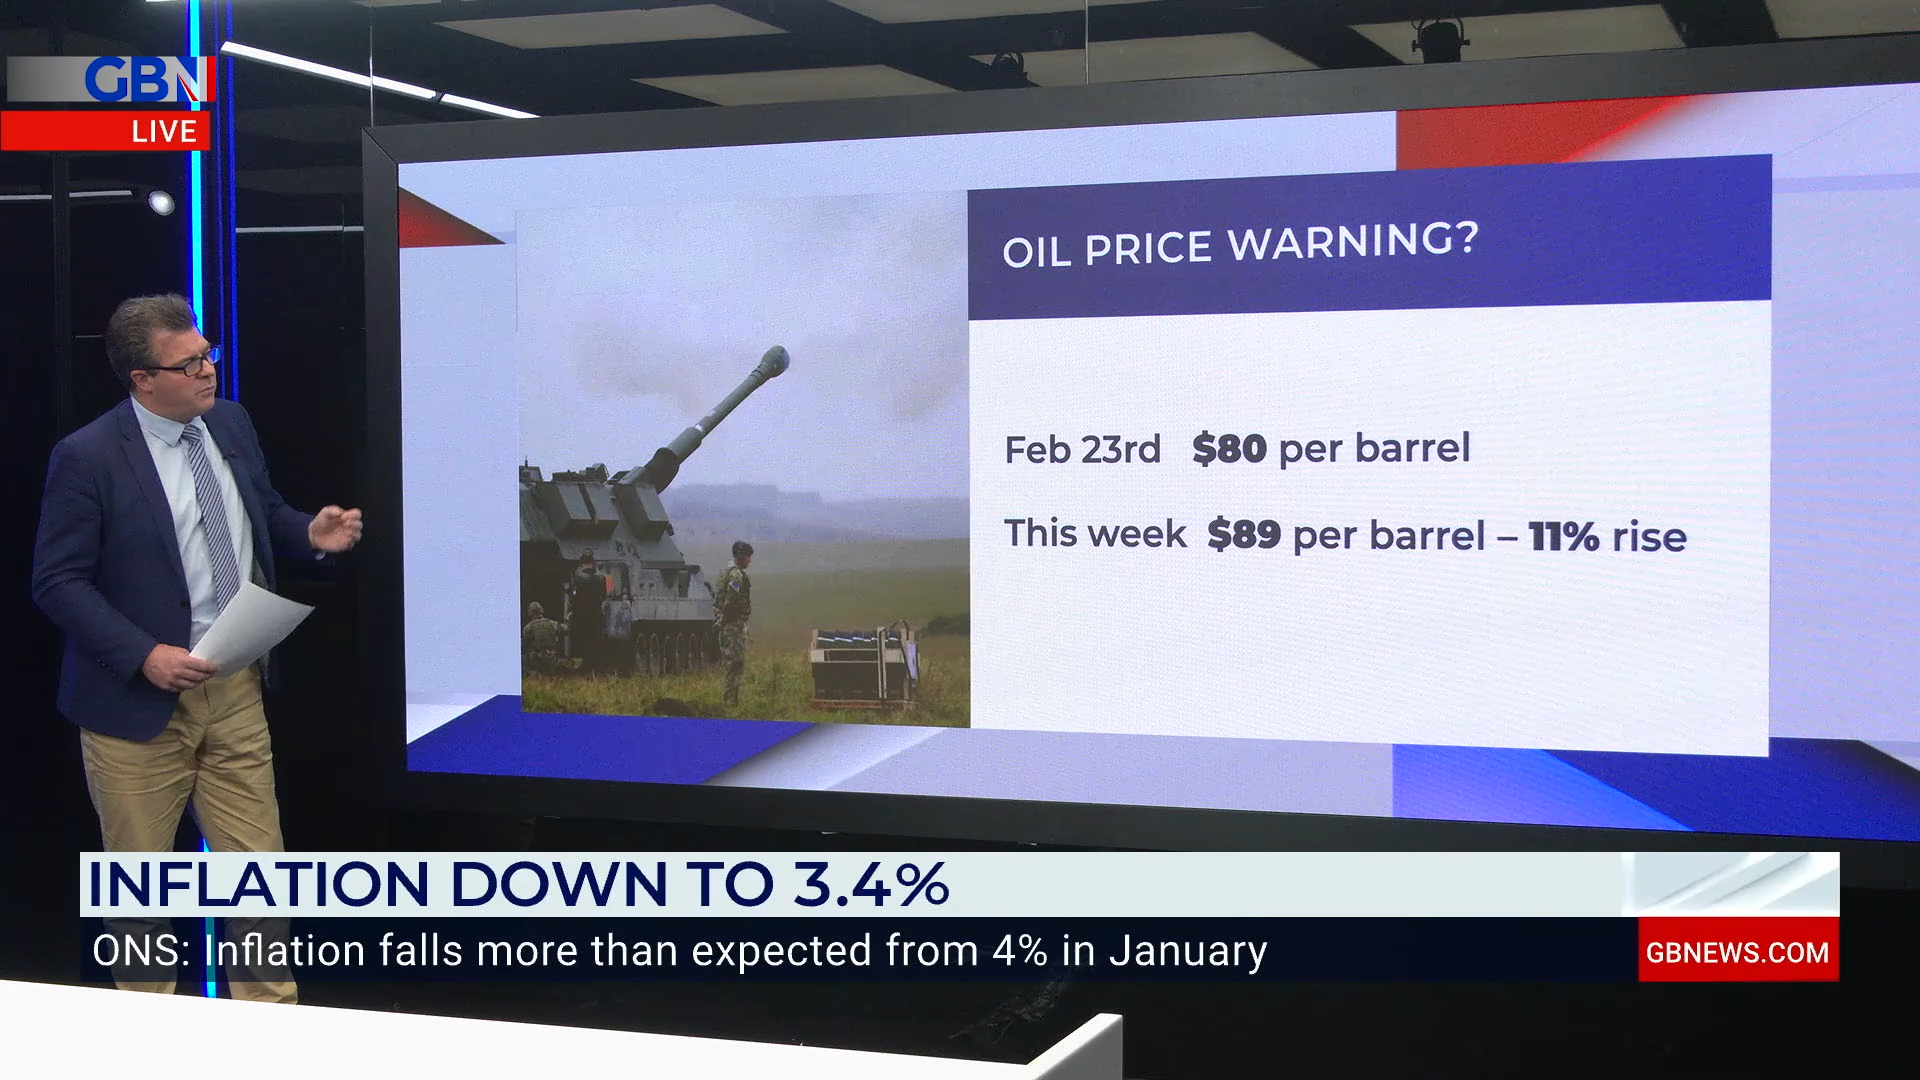 GBN
LIVE
OIL PRICE WARNING?
Feb 23rd $80 per barrel
This week $89 per barrel – 11% rise
INFLATION DOWN TO 3.4%
ONS: Inflation falls more than expected from 4% in January
GBNEWS.COM